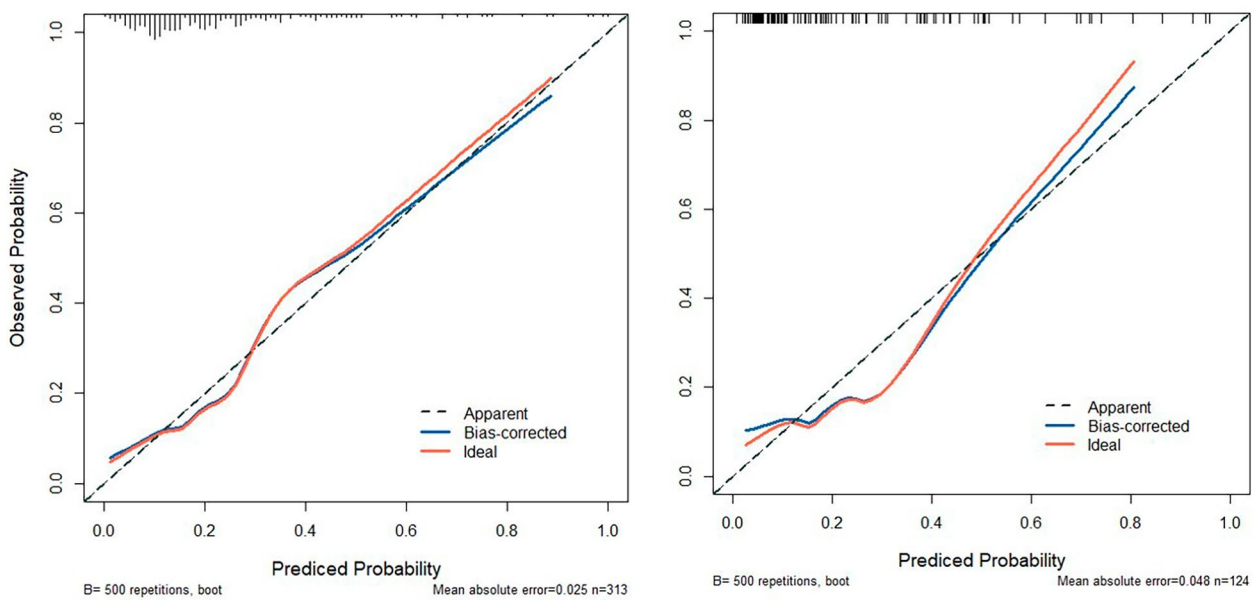 Observed Probability
1.0
0.8
0.6
0.4
0.2
0.0
Apparent
Bias-corrected
Ideal
0.0 0.2 0.4 0.6 0.8 1.0
Prediced Probability
B= 500 repetitions, boot
Mean absolute error=0.025 n=313
1.0
0.8
0.6
0.4
0.2
0.0
Apparent
Bias-corrected
Ideal
0.0 0.2 0.4 0.6 0.8 1.0
Prediced Probability
B= 500 repetitions, boot
Mean absolute error=0.048 n=124